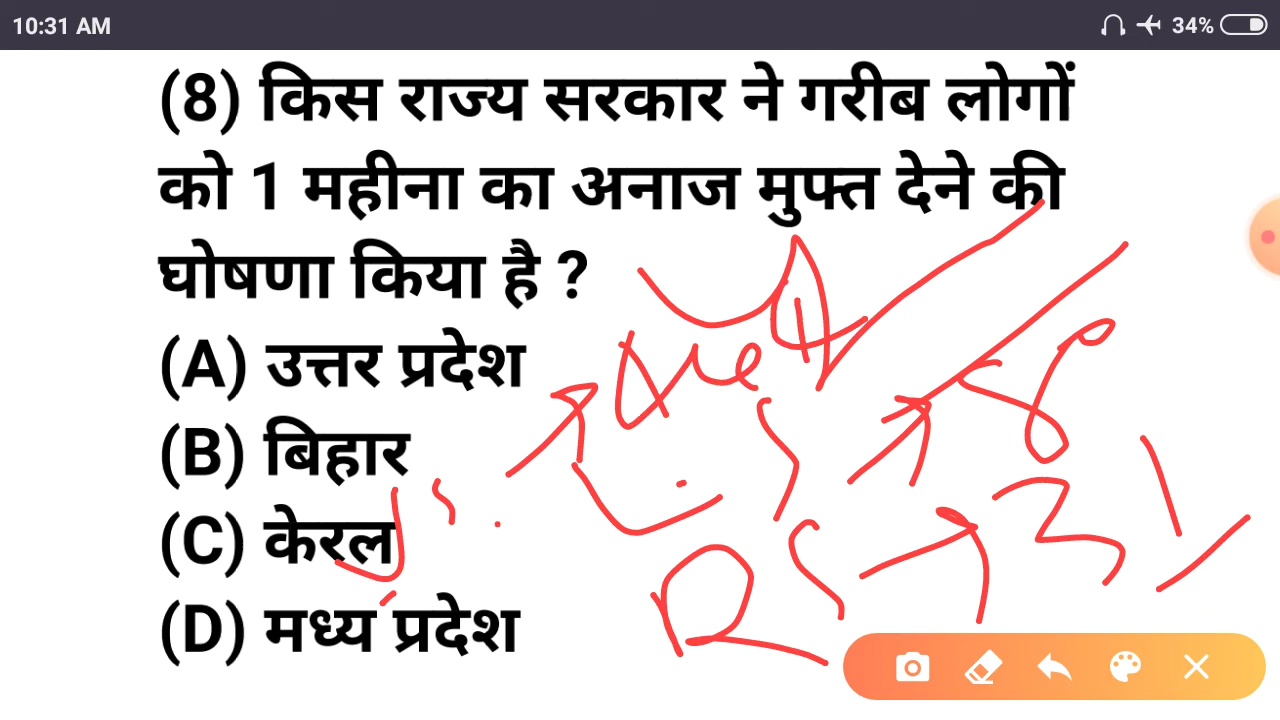 10:31 AM 34%
(8) किस राज्य सरकार ने गरीब लोगों
को 1 महीना का अनाज मुफ्त देने की
घोषणा किया है ?
(A) उत्तर प्रदेश
(B) बिहार
(C) केरल
(D) मध्य प्रदेश